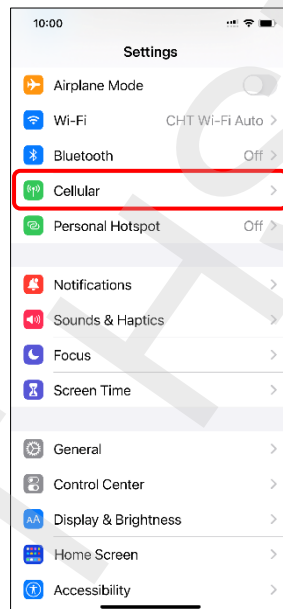 10:00
Settings
Airplane Mode
Wi-Fi CHT Wi-Fi Auto
Bluetooth Off
Cellular
Personal Hotspot Off
Notifications
Sounds & Haptics
Focus
Screen Time
General
Control Center
AA Display & Brightness
Home Screen
Accessibility